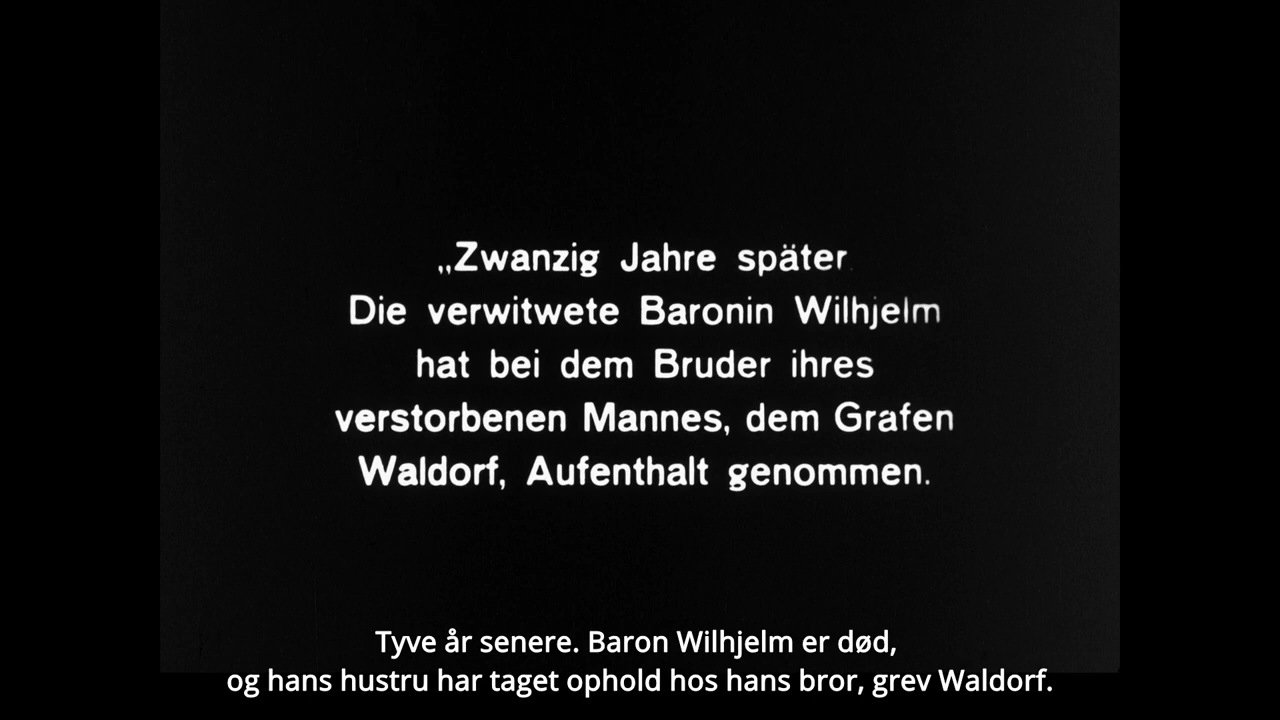 „Zwanzig Jahre später
Die verwitwete Baronin Wilhjelm
hat bei dem Bruder ihres
verstorbenen Mannes, dem Grafen
Waldorf, Aufenthalt genommen.
Tyve år senere. Baron Wilhjelm er død,
og hans hustru har taget ophold hos hans bror, grev Waldorf.